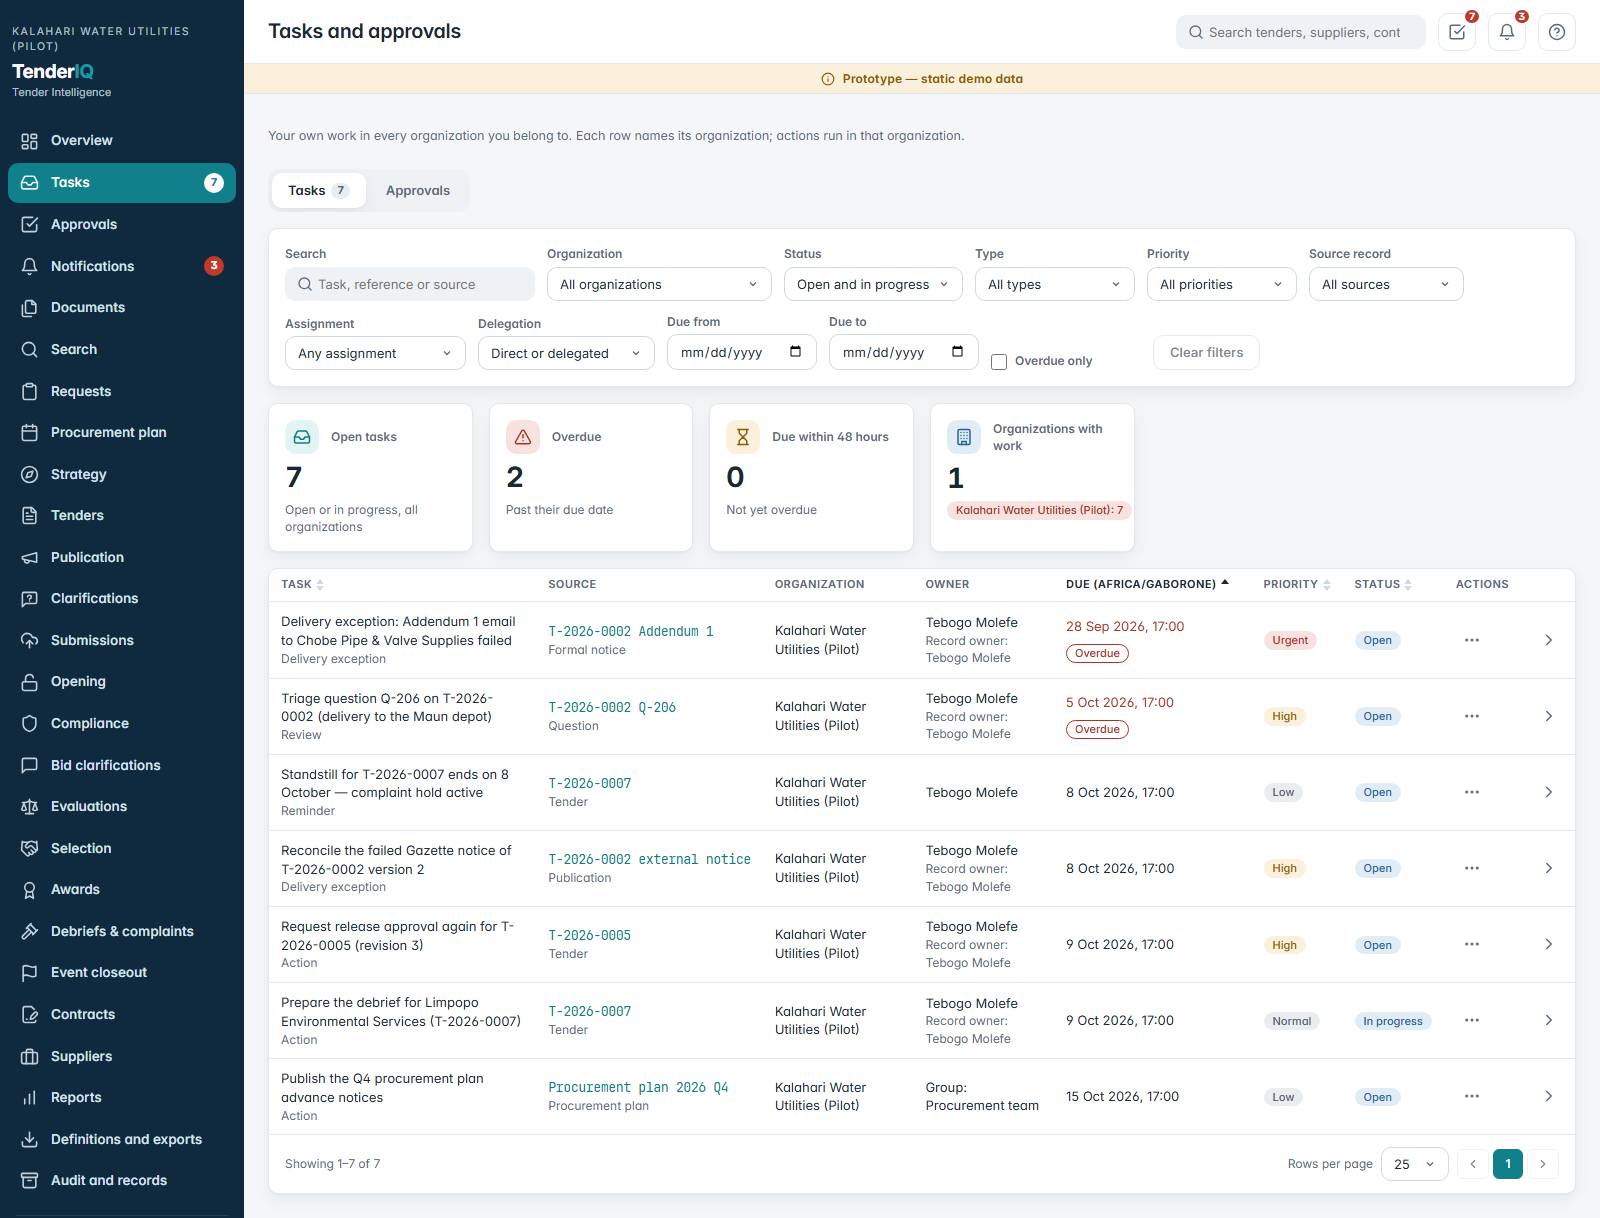 KALAHARI WATER UTILITIES
(PILOT)
TenderIQ
Tender Intelligence
Overview
Tasks 7
Approvals
Notifications 3
Documents
Search
Requests
Procurement plan
Strategy
Tenders
Publication
Clarifications
Submissions
Opening
Compliance
Bid clarifications
Evaluations
Selection
Awards
Debriefs & complaints
Event closeout
Contracts
Suppliers
Reports
Definitions and exports
Audit and records
Tasks and approvals
Search tenders, suppliers, cont
7
3
Prototype — static demo data
Your own work in every organization you belong to. Each row names its organization; actions run in that organization.
Tasks 7 Approvals
Search Organization Status Type Priority Source record
Task, reference or source All organizations Open and in progress All types All priorities All sources
Assignment Delegation Due from Due to
Any assignment Direct or delegated mm/dd/yyyy mm/dd/yyyy Overdue only Clear filters
Open tasks
7
Open or in progress, all
organizations
Overdue
2
Past their due date
Due within 48 hours
0
Not yet overdue
Organizations with
work
1
Kalahari Water Utilities (Pilot): 7
TASK SOURCE ORGANIZATION OWNER DUE (AFRICA/GABORONE) PRIORITY STATUS ACTIONS
Delivery exception: Addendum 1 email
to Chobe Pipe & Valve Supplies failed
Delivery exception
T-2026-0002 Addendum 1
Formal notice
Kalahari Water
Utilities (Pilot)
Tebogo Molefe
Record owner:
Tebogo Molefe
28 Sep 2026, 17:00
Overdue
Urgent
Open
Triage question Q-206 on T-2026-
0002 (delivery to the Maun depot)
Review
T-2026-0002 Q-206
Question
Kalahari Water
Utilities (Pilot)
Tebogo Molefe
Record owner:
Tebogo Molefe
5 Oct 2026, 17:00
Overdue
High
Open
Standstill for T-2026-0007 ends on 8
October — complaint hold active
Reminder
T-2026-0007
Tender
Kalahari Water
Utilities (Pilot)
Tebogo Molefe
8 Oct 2026, 17:00
Low
Open
Reconcile the failed Gazette notice of
T-2026-0002 version 2
Delivery exception
T-2026-0002 external notice
Publication
Kalahari Water
Utilities (Pilot)
Tebogo Molefe
Record owner:
Tebogo Molefe
8 Oct 2026, 17:00
High
Open
Request release approval again for T-
2026-0005 (revision 3)
Action
T-2026-0005
Tender
Kalahari Water
Utilities (Pilot)
Tebogo Molefe
Record owner:
Tebogo Molefe
9 Oct 2026, 17:00
High
Open
Prepare the debrief for Limpopo
Environmental Services (T-2026-0007)
Action
T-2026-0007
Tender
Kalahari Water
Utilities (Pilot)
Tebogo Molefe
Record owner:
Tebogo Molefe
9 Oct 2026, 17:00
Normal
In progress
Publish the Q4 procurement plan
advance notices
Action
Procurement plan 2026 Q4
Procurement plan
Kalahari Water
Utilities (Pilot)
Group:
Procurement team
15 Oct 2026, 17:00
Low
Open
Showing 1–7 of 7 Rows per page 25 1